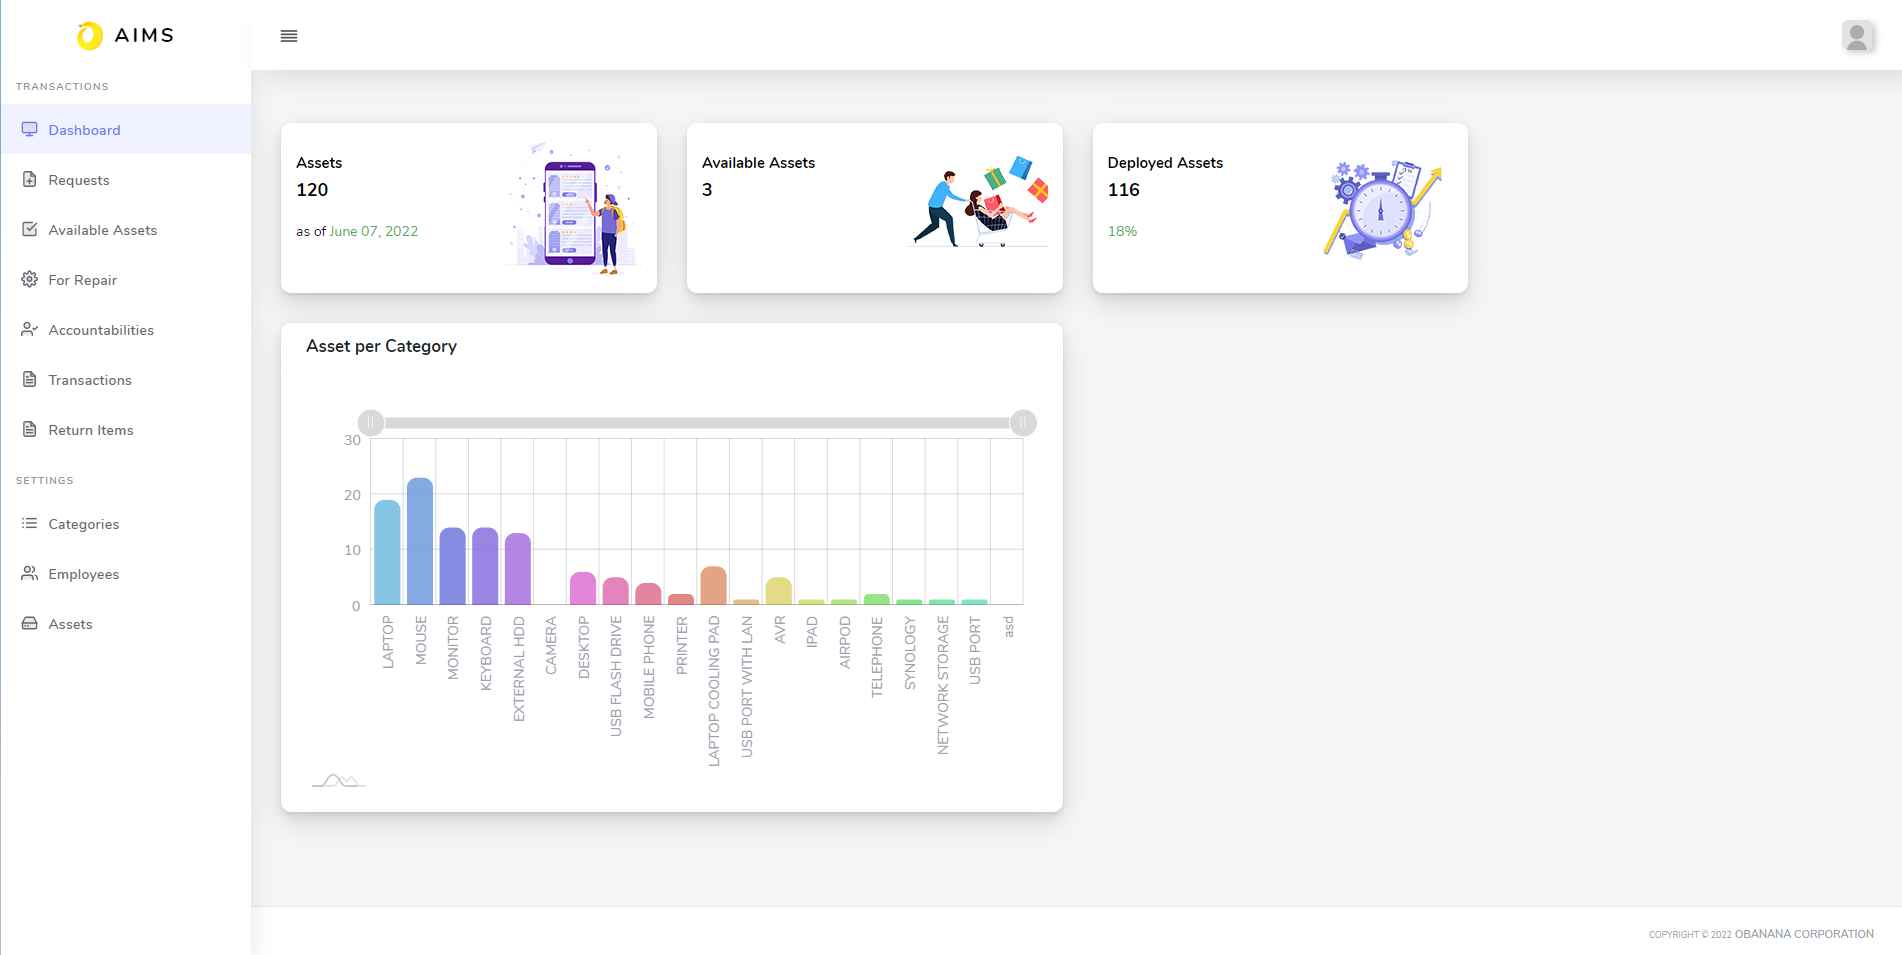 AIMS
TRANSACTIONS
Dashboard
Requests
Available Assets
For Repair
Accountabilities
Transactions
Return Items
SETTINGS
Categories
Employees
Assets
Assets
120
as of June 07, 2022
Available Assets
3
Deployed Assets
116
18%
Asset per Category
30
20
10
0
LAPTOP
MOUSE
MONITOR
KEYBOARD
EXTERNAL HDD
CAMERA
DESKTOP
USB FLASH DRIVE
MOBILE PHONE
PRINTER
LAPTOP COOLING PAD
USB PORT WITH LAN
AVR
IPAD
AIRPOD
TELEPHONE
SYNOLOGY
NETWORK STORAGE
USB PORT
asd
COPYRIGHT © 2022 OBANANA CORPORATION